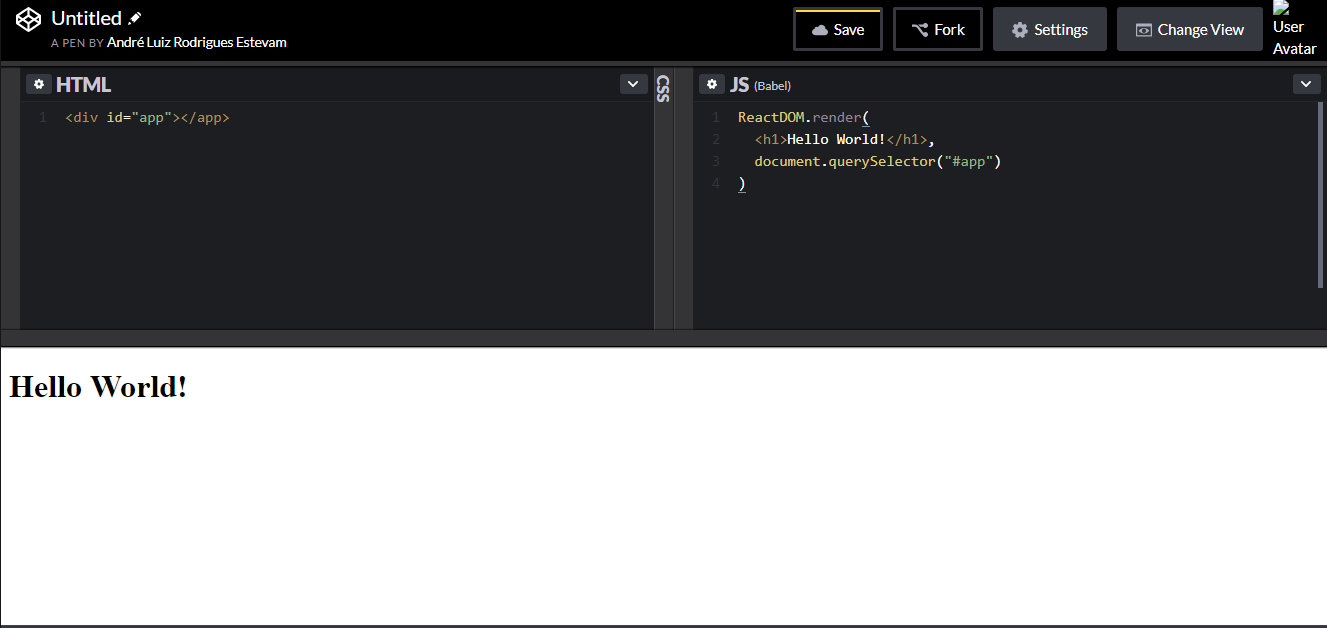 Untitled
A PEN BY André Luiz Rodrigues Estevam
Save
Fork
Settings
Change View
User
Avatar
HTML
1 <div id="app"></app>
CSS
JS (Babel)
1 ReactDOM.render(
2 <h1>Hello World!</h1>,
3 document.querySelector("#app")
4 )
Hello World!